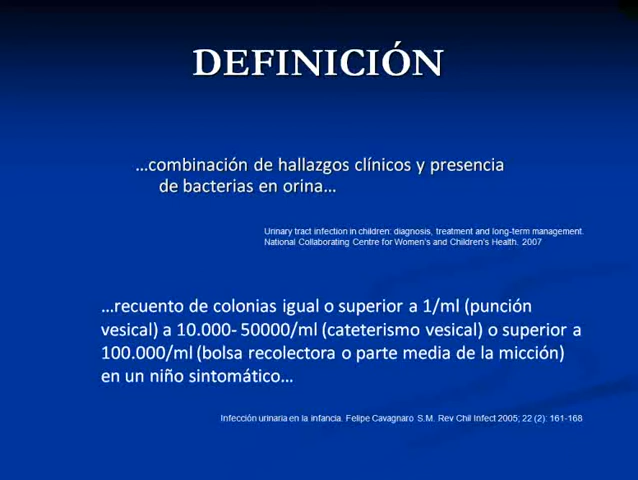 DEFINICIÓN
...combinación de hallazgos clínicos y presencia
de bacterias en orina...
Urinary tract infection in children: diagnosis, treatment and long-term management.
National Collaborating Centre for Women's and Children's Health. 2007
...recuento de colonias igual o superior a 1/ml (punción
vesical) a 10.000- 50000/ml (cateterismo vesical) o superior a
100.000/ml (bolsa recolectora o parte media de la micción)
en un niño sintomático...
Infección urinaria en la infancia. Felipe Cavagnaro S.M. Rev Chil Infect 2005; 22 (2): 161-168